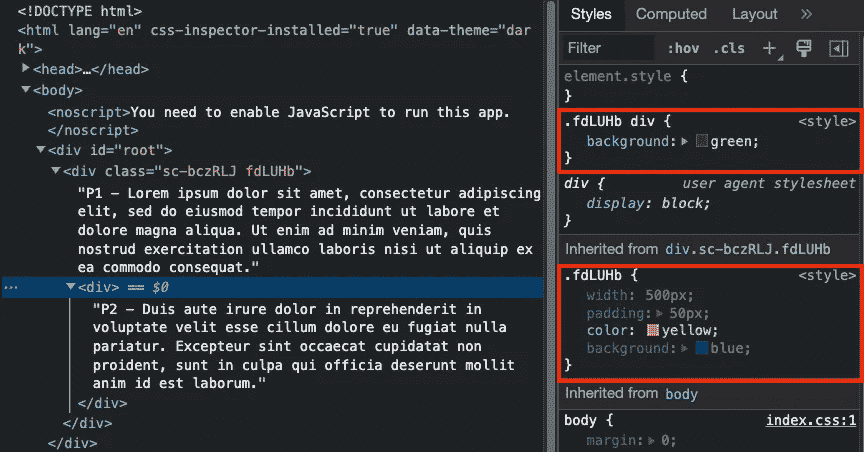 <!DOCTYPE html>
<html lang="en" css-inspector-installed="true" data-theme="dar
k">
<head>…</head>
<body>
<noscript>You need to enable JavaScript to run this app.
</noscript>
<div id="root">
<div class="sc-bczRLJ fdLUHb">
"P1 – Lorem ipsum dolor sit amet, consectetur adipiscing
elit, sed do eiusmod tempor incididunt ut labore et
dolore magna aliqua. Ut enim ad minim veniam, quis
nostrud exercitation ullamco laboris nisi ut aliquip ex
ea commodo consequat."
… <div> == $0
"P2 - Duis aute irure dolor in reprehenderit in
voluptate velit esse cillum dolore eu fugiat nulla
pariatur. Excepteur sint occaecat cupidatat non
proident, sunt in culpa qui officia deserunt mollit
anim id est laborum."
</div>
</div>
</div>
Styles Computed Layout »
Filter :hov .cls +
element.style {
}
.fdLUHb div { <style>
background: green;
}
div { user agent stylesheet
display: block;
}
Inherited from div.sc-bczRLJ.fdLUHb
.fdLUHb { <style>
width: 500px;
padding: 50px;
color: yellow;
background: blue;
}
Inherited from body
body { index.css:1
margin: 0;